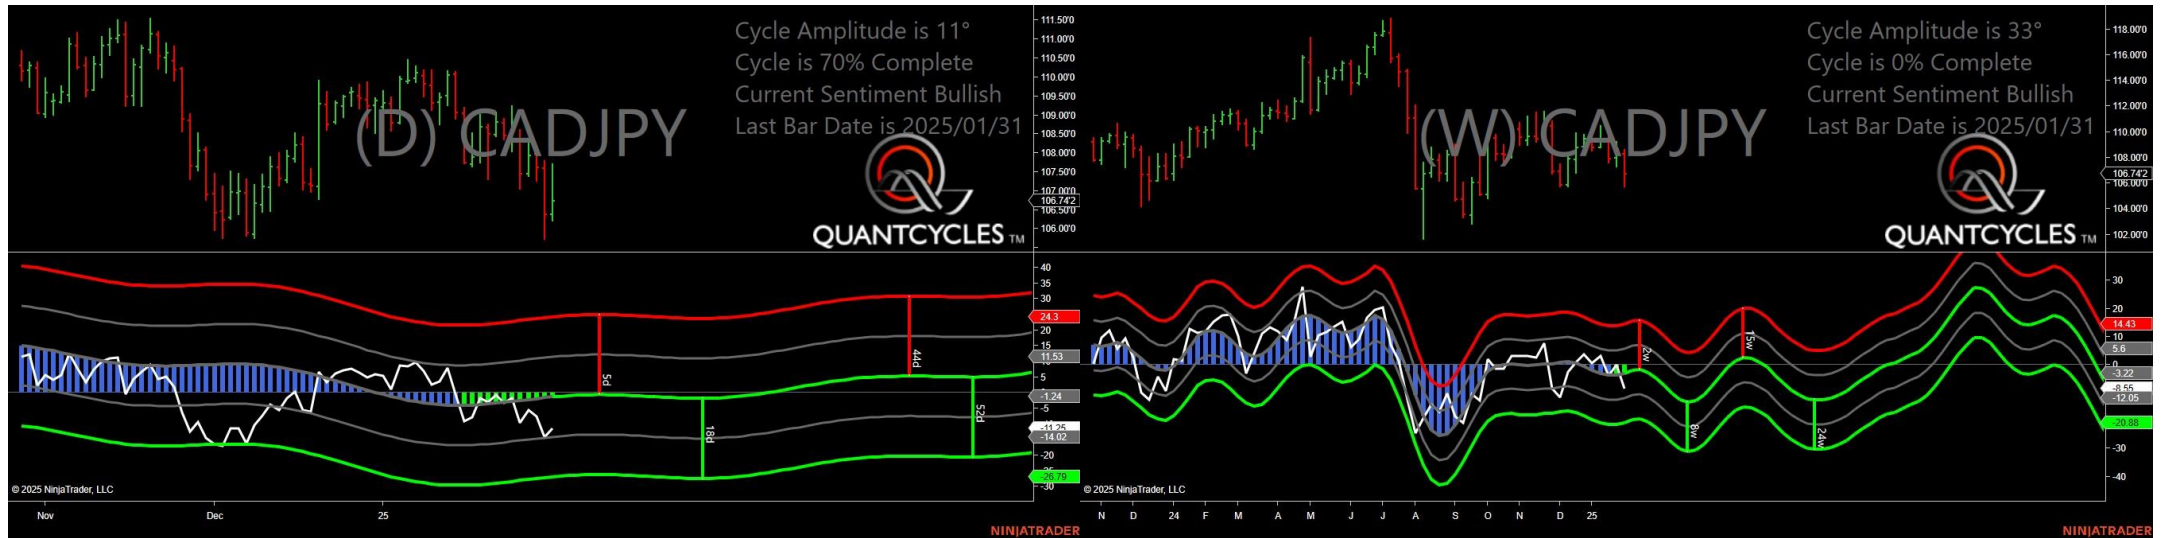 Cycle Amplitude is 11°
Cycle is 70% Complete
Current Sentiment Bullish
Last Bar Date is 2025/01/31
(D) CADJPY
QUANTCYCLES TM
111.50'0
111.00'0
110.50'0
110.00'0
109.50'0
109.00'0
108.50'0
108.00'0
107.50'0
107.00'0
106.74'2
106.50'0
106.00'0
40
35
30
24.3
20
15
11.53
5
-1.24
-5
-11.25
-14.02
-20
-26.79
-30
5d
18d
44d
52d
© 2025 NinjaTrader, LLC
Nov
Dec
25
NINJATRADER
Cycle Amplitude is 33°
Cycle is 0% Complete
Current Sentiment Bullish
Last Bar Date is 2025/01/31
(W) CADJPY
QUANTCYCLES TM
118.00'0
116.00'0
114.00'0
112.00'0
110.00'0
108.00'0
106.74'2
106.00'0
104.00'0
102.00'0
30
20
14.43
10
5.6
0
-3.22
-8.55
-12.05
-20.88
-30
-40
2w
8w
15w
24w
© 2025 NinjaTrader, LLC
N D 24 F M A M J J A S O N D 25
NINJATRADER